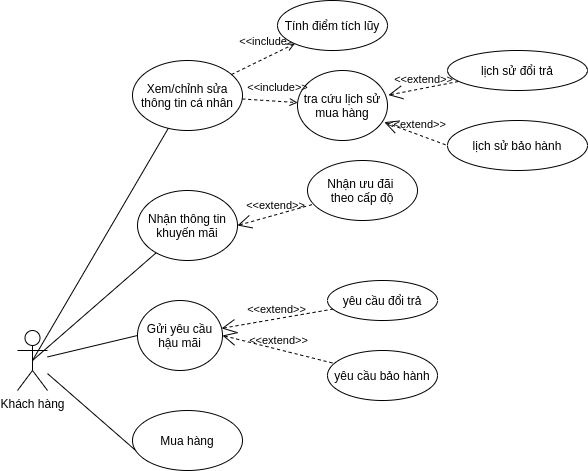 Tính điểm tích lũy
<<include>>
Xem/chỉnh sửa
thông tin cá nhân
<<include>>
tra cứu lịch sử
mua hàng
<<extend>>
lịch sử đổi trả
<<extend>>
lịch sử bảo hành
Nhận thông tin
khuyến mãi
<<extend>>
Nhận ưu đãi
theo cấp độ
Gửi yêu cầu
hậu mãi
<<extend>>
yêu cầu đổi trả
<<extend>>
yêu cầu bảo hành
Khách hàng
Mua hàng